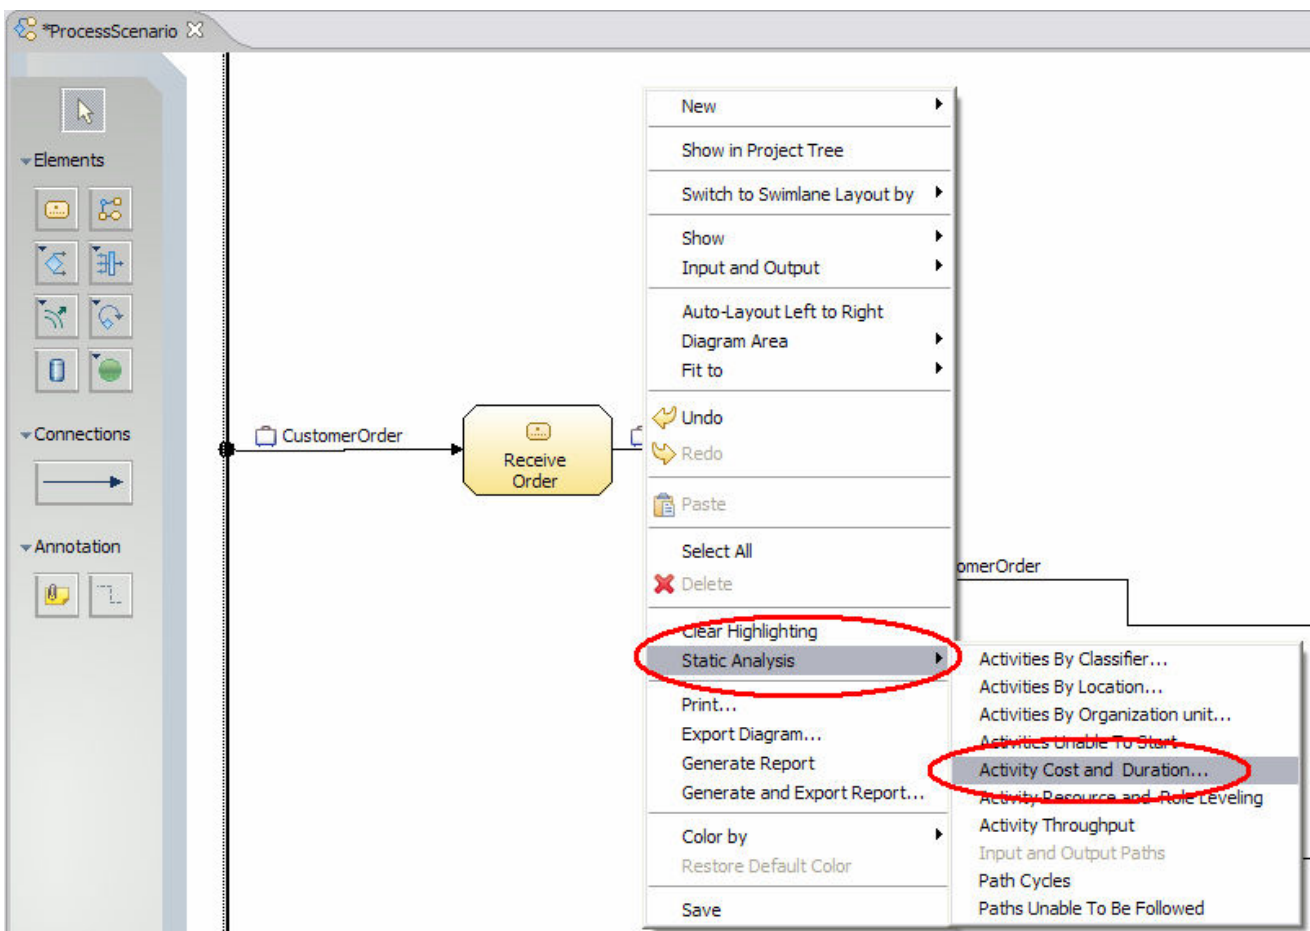 *ProcessScenario
Elements
Connections
Annotation
CustomerOrder
Receive
Order
New
Show in Project Tree
Switch to Swimlane Layout by
Show
Input and Output
Auto-Layout Left to Right
Diagram Area
Fit to
Undo
Redo
Paste
Select All
Delete
Clear Highlighting
Static Analysis
Print...
Export Diagram...
Generate Report
Generate and Export Report...
Color by
Restore Default Color
Save
omerOrder
Activities By Classifier...
Activities By Location...
Activities By Organization unit...
Activities Unable To Start
Activity Cost and Duration...
Activity Resource and Role Leveling
Activity Throughput
Input and Output Paths
Path Cycles
Paths Unable To Be Followed